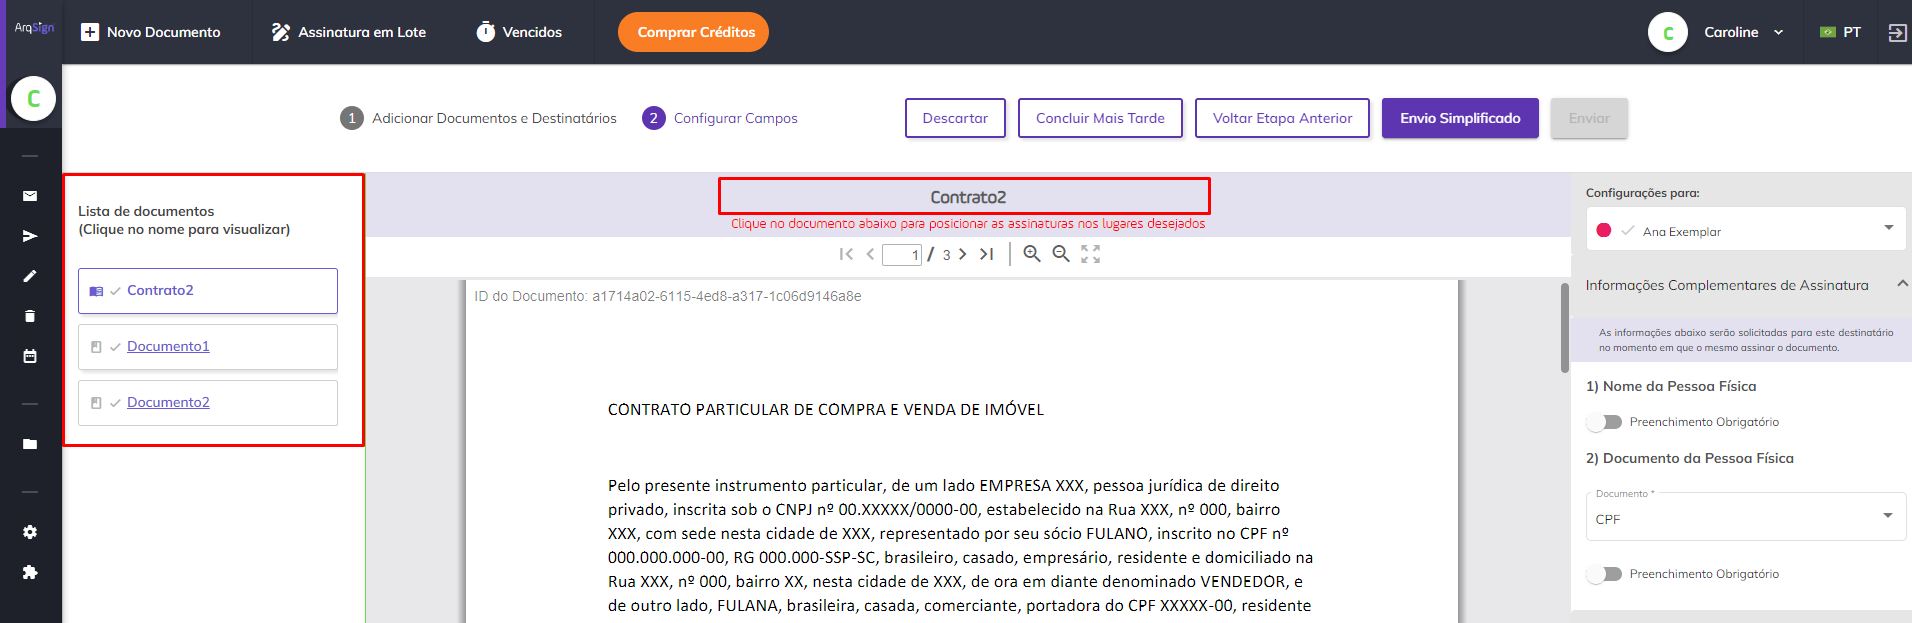 ArqSign
Novo Documento
Assinatura em Lote
Vencidos
Comprar Créditos
C
Caroline
PT
C
1 Adicionar Documentos e Destinatários
2 Configurar Campos
Descartar
Concluir Mais Tarde
Voltar Etapa Anterior
Envio Simplificado
Enviar
Lista de documentos
(Clique no nome para visualizar)
Contrato2
Documento1
Documento2
Contrato2
Clique no documento abaixo para posicionar as assinaturas nos lugares desejados
1 / 3
ID do Documento: a1714a02-6115-4ed8-a317-1c06d9146a8e
CONTRATO PARTICULAR DE COMPRA E VENDA DE IMÓVEL
Pelo presente instrumento particular, de um lado EMPRESA XXX, pessoa jurídica de direito
privado, inscrita sob o CNPJ nº 00.XXXXX/0000-00, estabelecido na Rua XXX, nº 000, bairro
XXX, com sede nesta cidade de XXX, representado por seu sócio FULANO, inscrito no CPF nº
000.000.000-00, RG 000.000-SSP-SC, brasileiro, casado, empresário, residente e domiciliado na
Rua XXX, nº 000, bairro XX, nesta cidade de XXX, de ora em diante denominado VENDEDOR, e
de outro lado, FULANA, brasileira, casada, comerciante, portadora do CPF XXXXX-00, residente
Configurações para:
Ana Exemplar
Informações Complementares de Assinatura
As informações abaixo serão solicitadas para este destinatário
no momento em que o mesmo assinar o documento.
1) Nome da Pessoa Física
Preenchimento Obrigatório
2) Documento da Pessoa Física
Documento *
CPF
Preenchimento Obrigatório